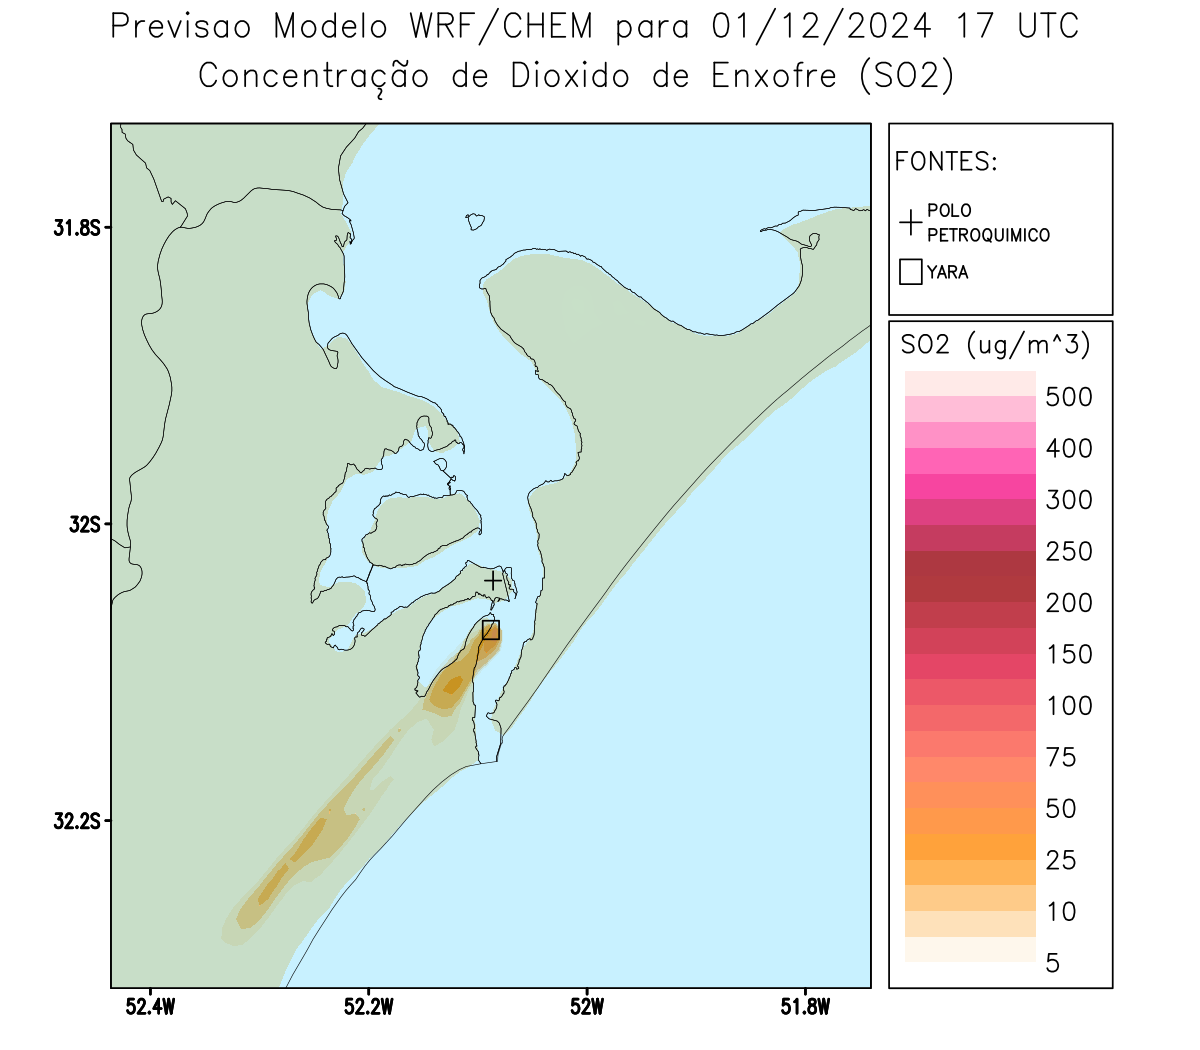 Previsao Modelo WRF/CHEM para 01/12/2024 17 UTC
Concentração de Dioxido de Enxofre (SO2)
FONTES:
POLO
PETROQUIMICO
YARA
SO2 (ug/m^3)
500
400
300
250
200
150
100
75
50
25
10
5
31.8S
32S
32.2S
52.4W
52.2W
52W
51.8W